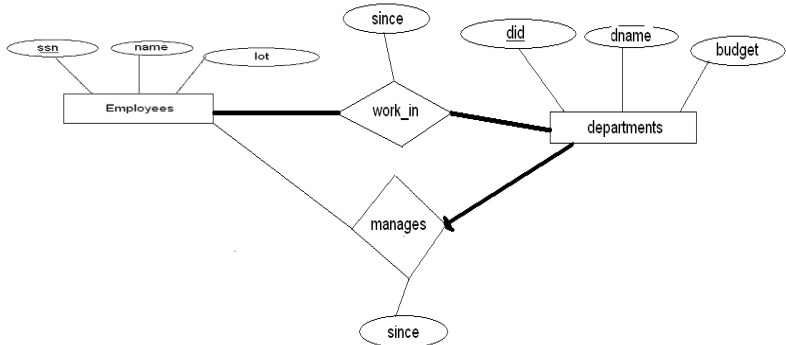 since
ssn
name
lot
did
dname
budget
Employees
work_in
departments
manages
since